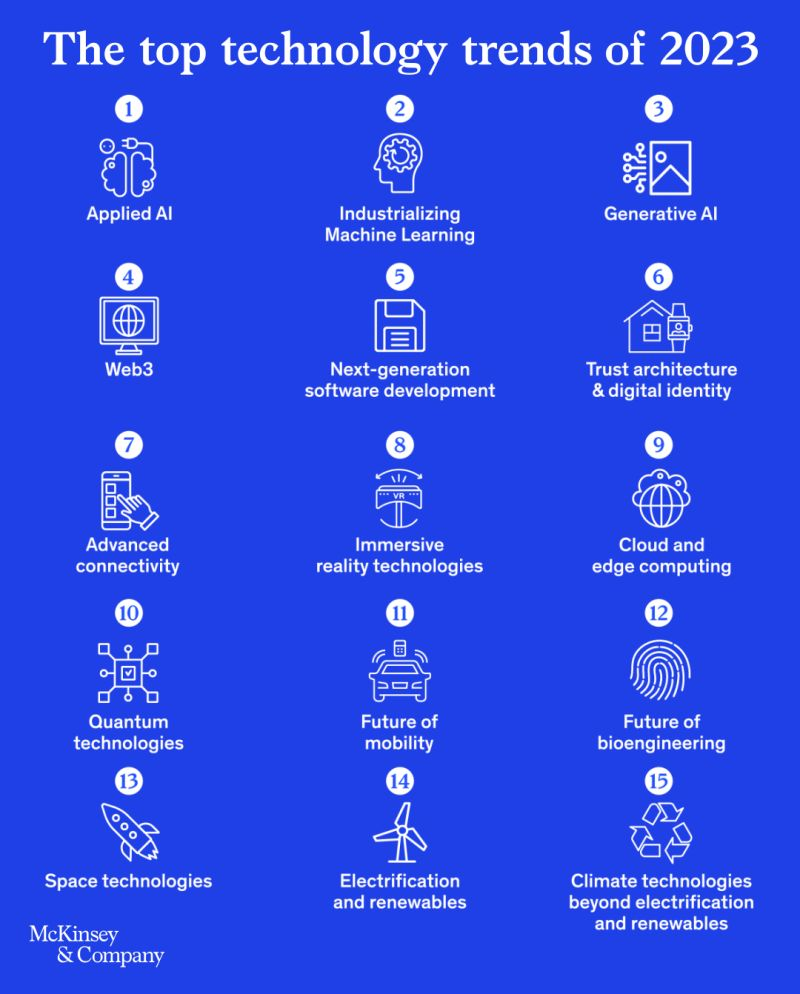 The top technology trends of 2023
1
2
3
Applied AI
Industrializing
Machine Learning
Generative AI
4
5
6
Web3
Next-generation
software development
Trust architecture
& digital identity
7
8
9
VR
Advanced
connectivity
Immersive
reality technologies
Cloud and
edge computing
10
11
12
Quantum
technologies
Future of
mobility
Future of
bioengineering
13
14
15
Space technologies
Electrification
and renewables
Climate technologies
beyond electrification
and renewables
McKinsey
& Company